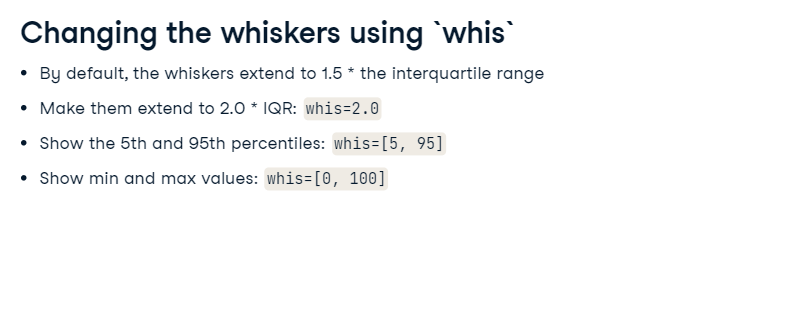 Changing the whiskers using `whis`
• By default, the whiskers extend to 1.5 * the interquartile range
• Make them extend to 2.0 * IQR: whis=2.0
• Show the 5th and 95th percentiles: whis=[5, 95]
• Show min and max values: whis=[0, 100]